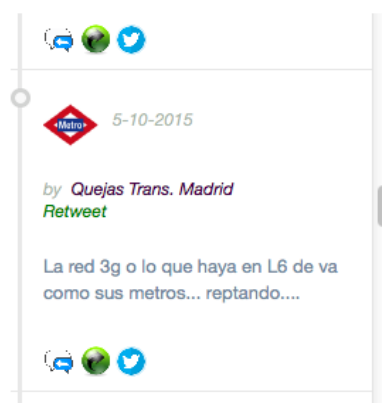 Metro
5-10-2015
by Quejas Trans. Madrid
Retweet
La red 3g o lo que haya en L6 de va
como sus metros... reptando....